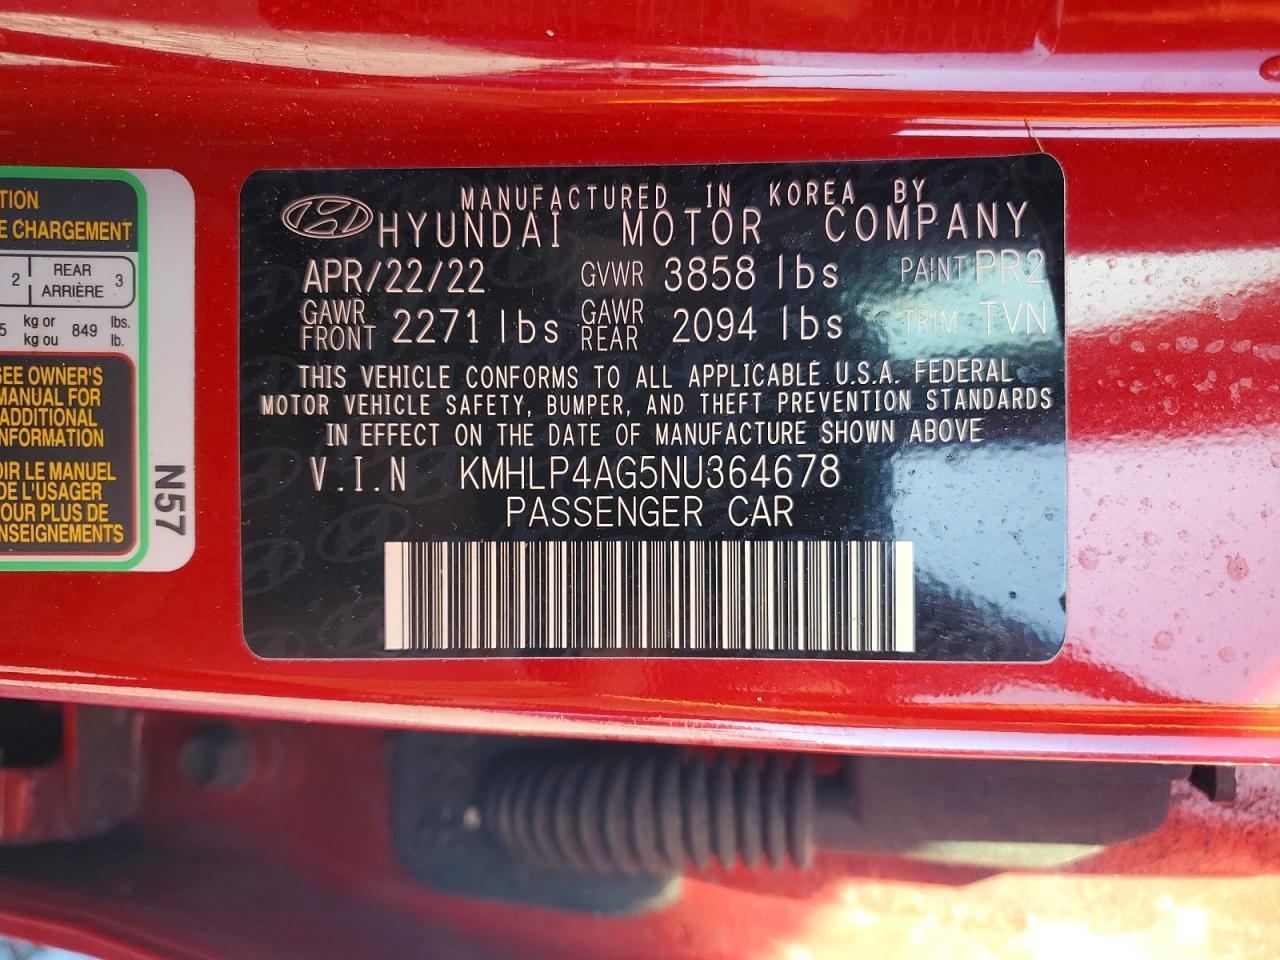 TION
E CHARGEMENT
2 REAR ARRIÈRE 3
5 kg or kg ou 849 lbs. lb.
SEE OWNER'S
MANUAL FOR
ADDITIONAL
INFORMATION
OIR LE MANUEL
DE L'USAGER
OUR PLUS DE
NSEIGNEMENTS
N57
MANUFACTURED IN KOREA BY
HYUNDAI MOTOR COMPANY
APR/22/22 GVWR 3858 lbs PAINT PR2
GAWR FRONT 2271 lbs GAWR REAR 2094 lbs TRIM TVN
THIS VEHICLE CONFORMS TO ALL APPLICABLE U.S.A. FEDERAL
MOTOR VEHICLE SAFETY, BUMPER, AND THEFT PREVENTION STANDARDS
IN EFFECT ON THE DATE OF MANUFACTURE SHOWN ABOVE
V.I.N KMHLP4AG5NU364678
PASSENGER CAR